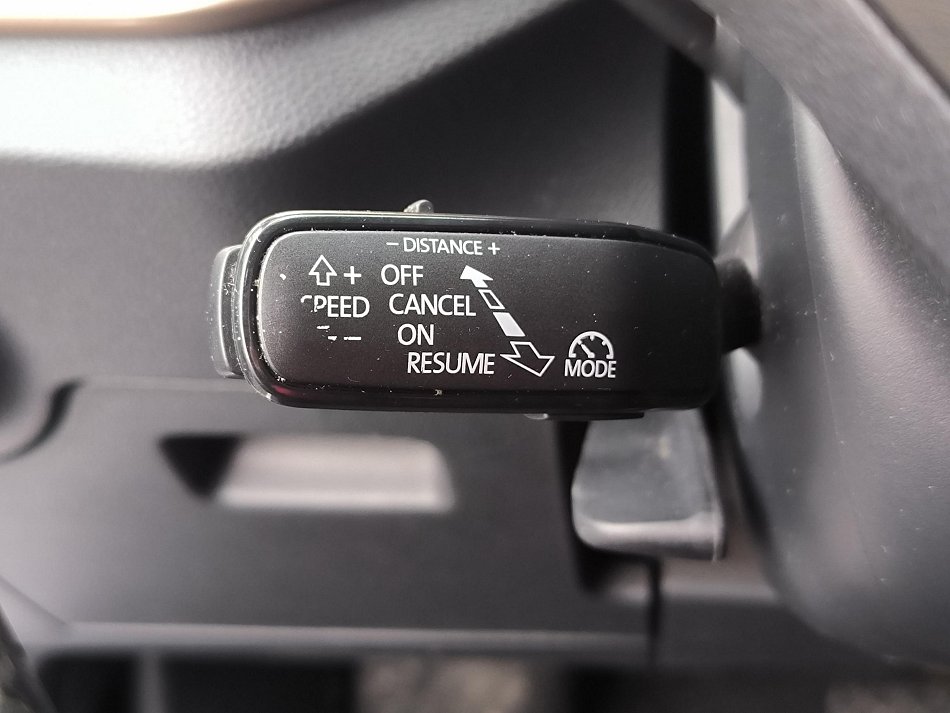 − DISTANCE +
+ OFF
SPEED CANCEL
− ON
RESUME
MODE